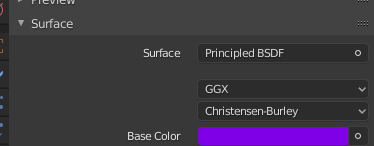 Preview
Surface
Surface Principled BSDF
GGX
Christensen-Burley
Base Color